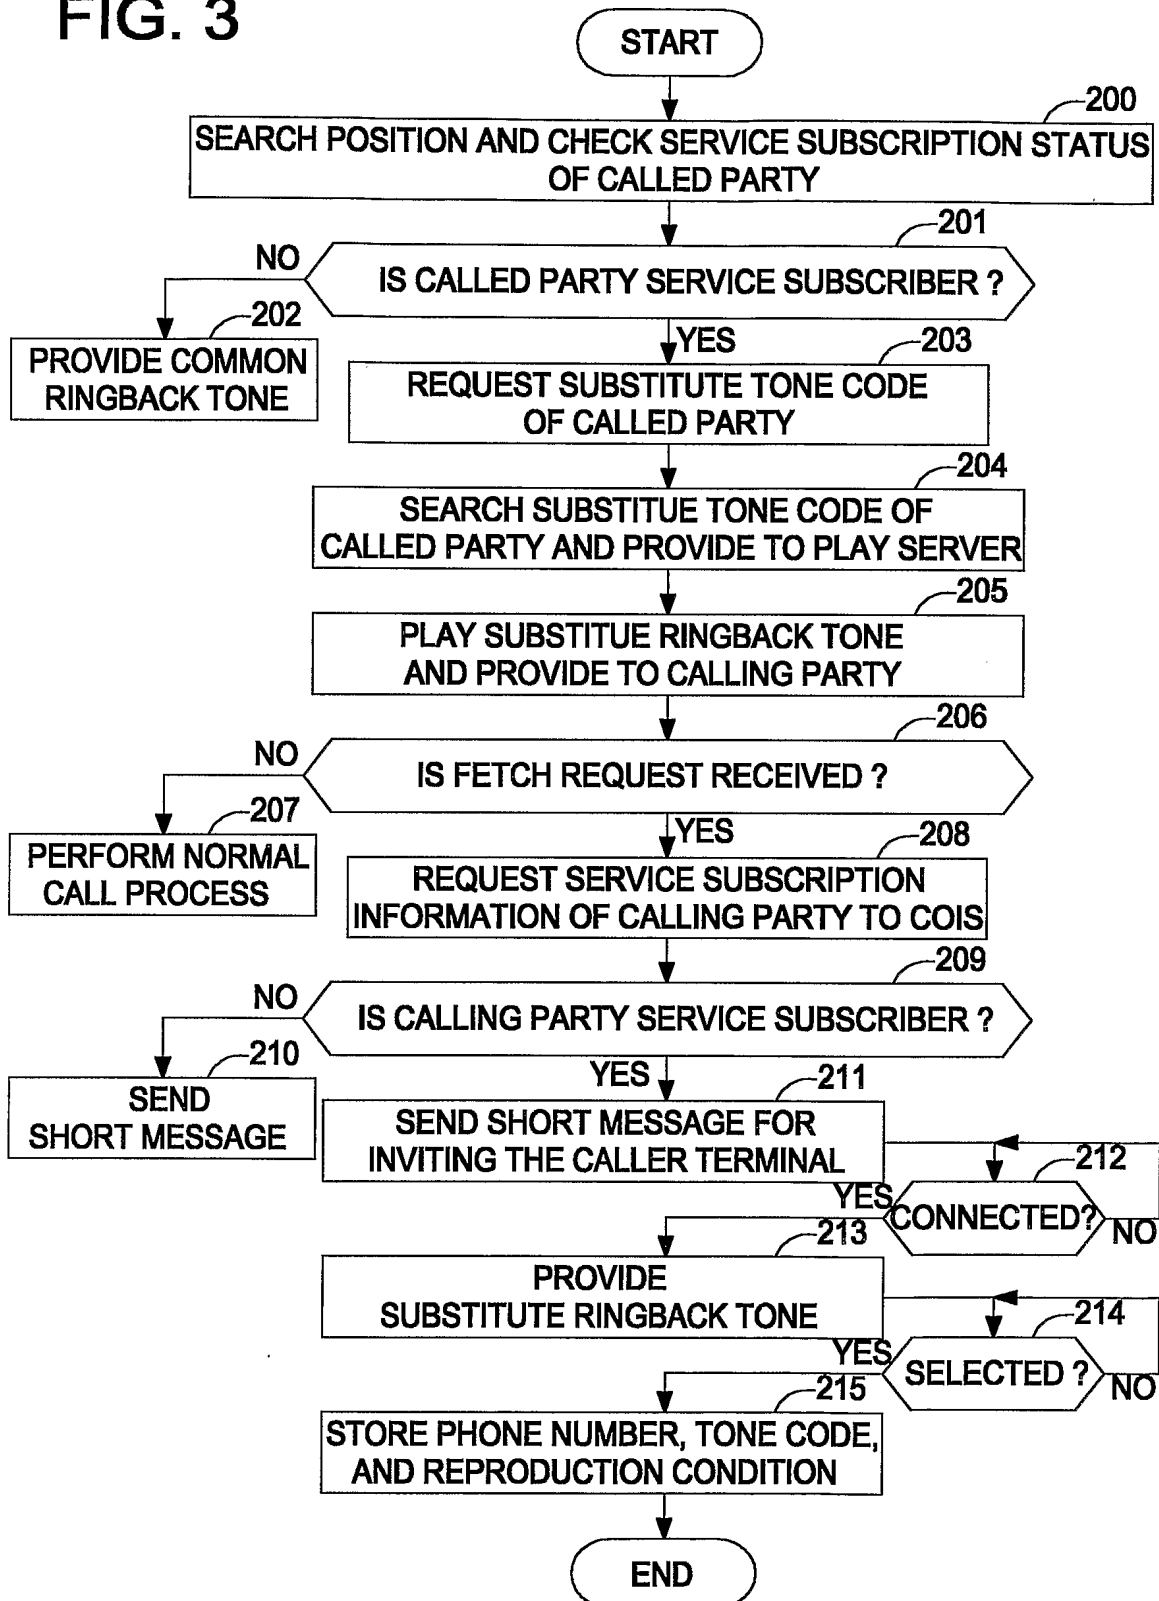 FIG. 3
START
200
SEARCH POSITION AND CHECK SERVICE SUBSCRIPTION STATUS
OF CALLED PARTY
201
NO
IS CALLED PARTY SERVICE SUBSCRIBER ?
202
YES
203
PROVIDE COMMON
RINGBACK TONE
REQUEST SUBSTITUTE TONE CODE
OF CALLED PARTY
204
SEARCH SUBSTITUE TONE CODE OF
CALLED PARTY AND PROVIDE TO PLAY SERVER
205
PLAY SUBSTITUE RINGBACK TONE
AND PROVIDE TO CALLING PARTY
206
NO
IS FETCH REQUEST RECEIVED ?
207
YES
208
PERFORM NORMAL
CALL PROCESS
REQUEST SERVICE SUBSCRIPTION
INFORMATION OF CALLING PARTY TO COIS
209
NO
IS CALLING PARTY SERVICE SUBSCRIBER ?
210
YES
211
SEND
SHORT MESSAGE
SEND SHORT MESSAGE FOR
INVITING THE CALLER TERMINAL
212
YES
CONNECTED?
NO
213
PROVIDE
SUBSTITUTE RINGBACK TONE
214
YES
SELECTED ?
NO
215
STORE PHONE NUMBER, TONE CODE,
AND REPRODUCTION CONDITION
END